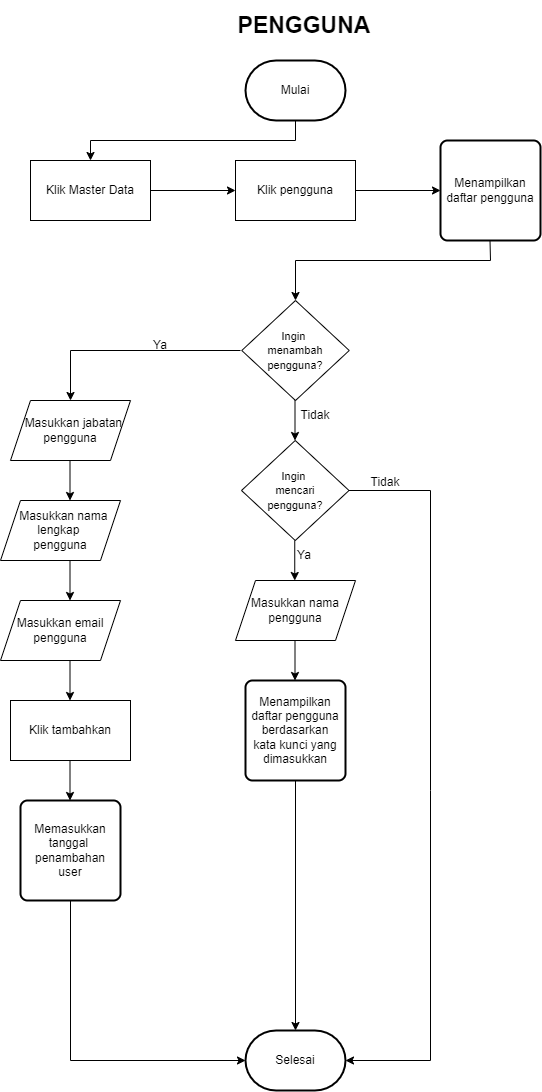 PENGGUNA
Mulai
Klik Master Data
Klik pengguna
Menampilkan
daftar pengguna
Ingin
menambah
pengguna?
Ya
Tidak
Masukkan jabatan
pengguna
Masukkan nama
lengkap
pengguna
Masukkan email
pengguna
Klik tambahkan
Memasukkan
tanggal
penambahan
user
Ingin
mencari
pengguna?
Tidak
Ya
Masukkan nama
pengguna
Menampilkan
daftar pengguna
berdasarkan
kata kunci yang
dimasukkan
Selesai